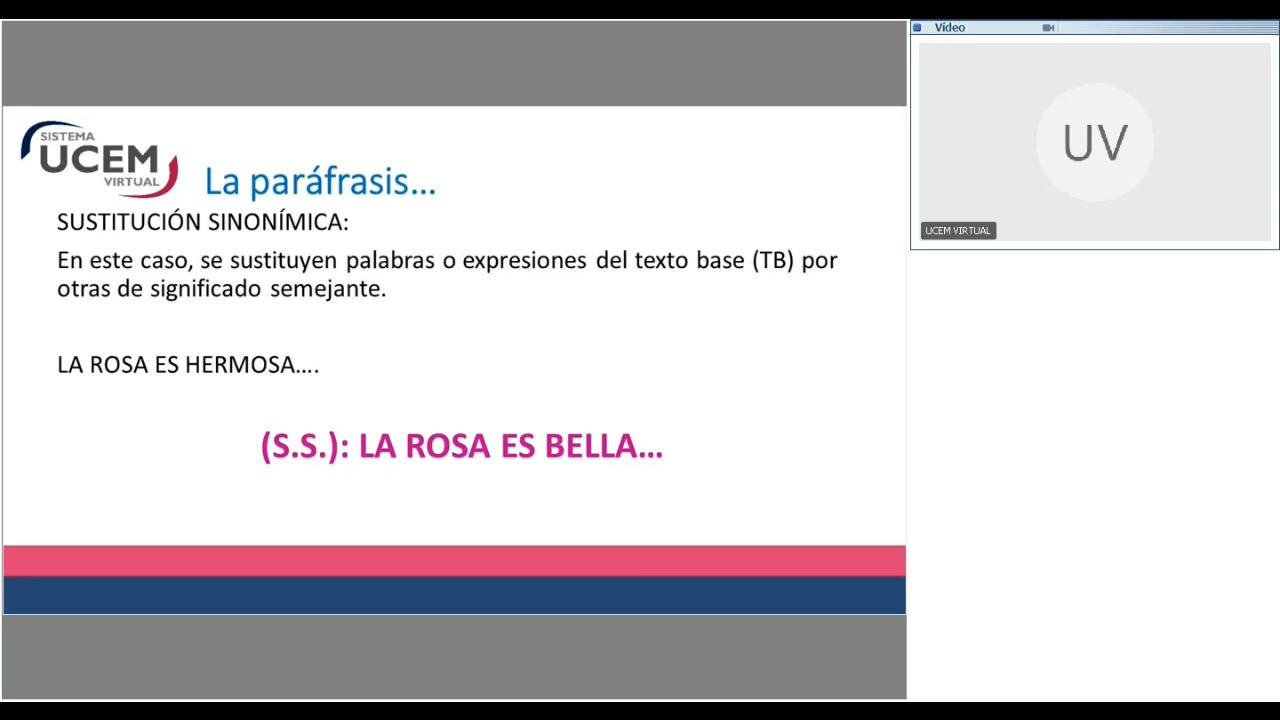 SISTEMA
UCEM
VIRTUAL
La paráfrasis...
SUSTITUCIÓN SINONÍMICA:
En este caso, se sustituyen palabras o expresiones del texto base (TB) por
otras de significado semejante.
LA ROSA ES HERMOSA....
(S.S.): LA ROSA ES BELLA...
Vídeo
UV
UCEM VIRTUAL